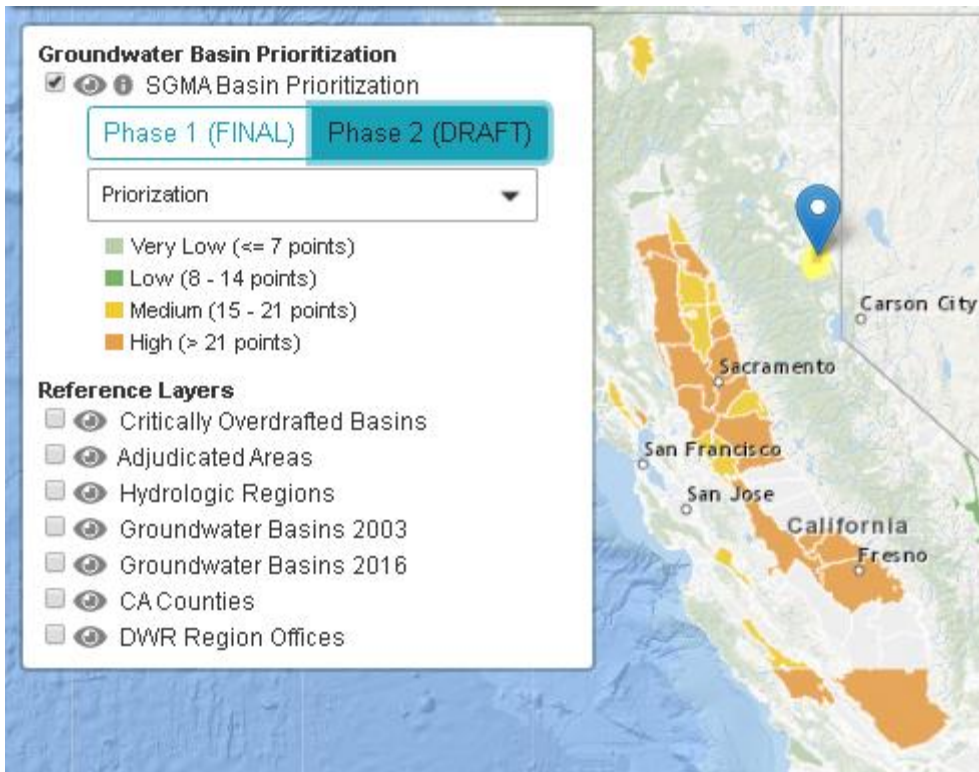 Groundwater Basin Prioritization
SGMA Basin Prioritization
Phase 1 (FINAL)
Phase 2 (DRAFT)
Priorization
Very Low (<= 7 points)
Low (8 - 14 points)
Medium (15 - 21 points)
High (> 21 points)
Reference Layers
Critically Overdrafted Basins
Adjudicated Areas
Hydrologic Regions
Groundwater Basins 2003
Groundwater Basins 2016
CA Counties
DWR Region Offices
Carson City
Sacramento
San Francisco
San Jose
California
Fresno